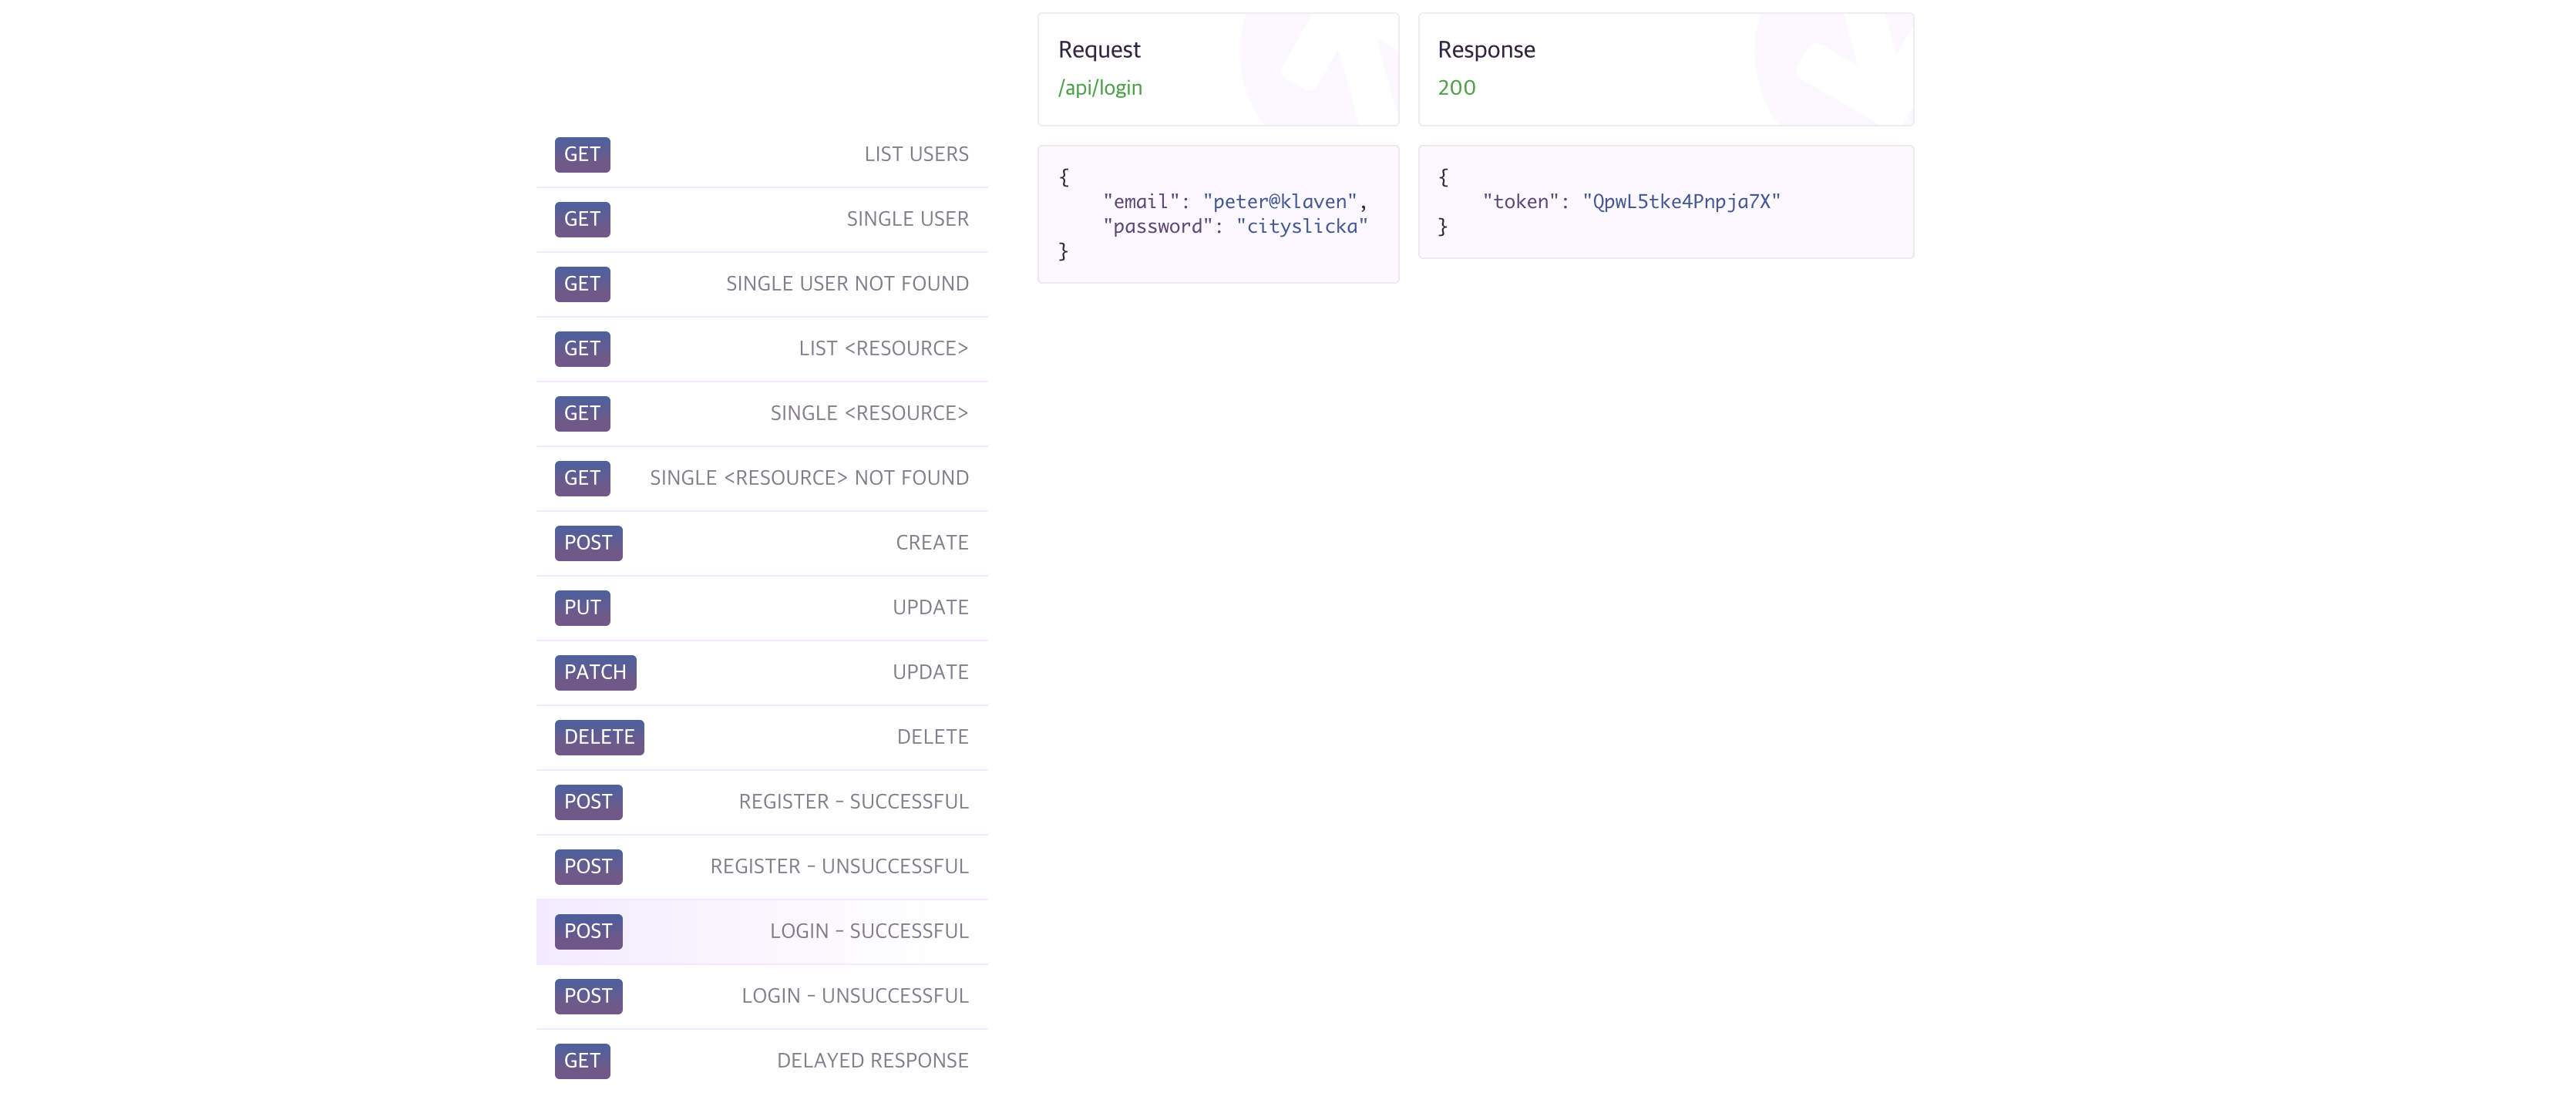 GET LIST USERS
GET SINGLE USER
GET SINGLE USER NOT FOUND
GET LIST <RESOURCE>
GET SINGLE <RESOURCE>
GET SINGLE <RESOURCE> NOT FOUND
POST CREATE
PUT UPDATE
PATCH UPDATE
DELETE DELETE
POST REGISTER - SUCCESSFUL
POST REGISTER - UNSUCCESSFUL
POST LOGIN - SUCCESSFUL
POST LOGIN - UNSUCCESSFUL
GET DELAYED RESPONSE
Request
/api/login
{
    "email": "peter@klaven",
    "password": "cityslicka"
}
Response
200
{
    "token": "QpwL5tke4Pnpja7X"
}